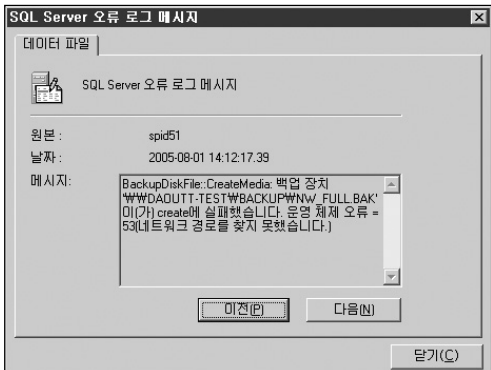 SQL Server 오류 로그 메시지
데이터 파일
SQL Server 오류 로그 메시지
원본 :
spid51
날짜 :
2005-08-01 14:12:17.39
메시지:
BackupDiskFile::CreateMedia: 백업 장치
'₩₩DAOUTT-TEST₩BACKUP₩NW_FULL.BAK'
이(가) create에 실패했습니다. 운영 체제 오류 =
53(네트워크 경로를 찾지 못했습니다.)
이전(P)
다음(N)
닫기(C)